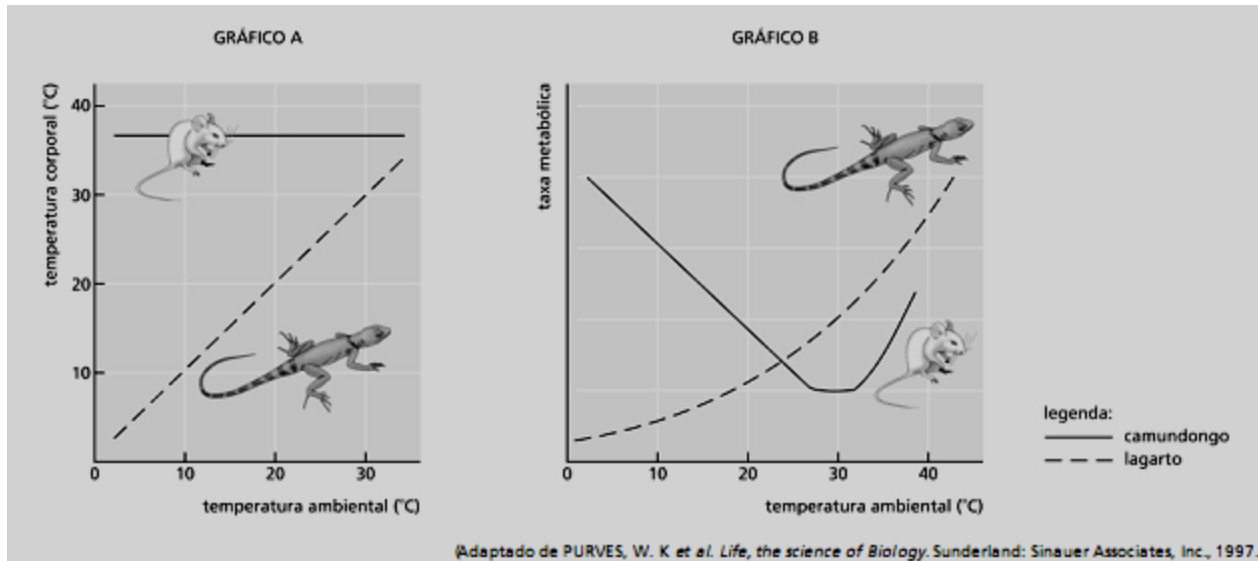 GRÁFICO A
temperatura corporal (°C)
40
30
20
10
0
10
20
30
temperatura ambiental (°C)
GRÁFICO B
taxa metabólica
0
10
20
30
40
temperatura ambiental (°C)
legenda:
camundongo
lagarto
(Adaptado de PURVES, W. K et al. Life, the science of Biology. Sunderland: Sinauer Associates, Inc., 1997.